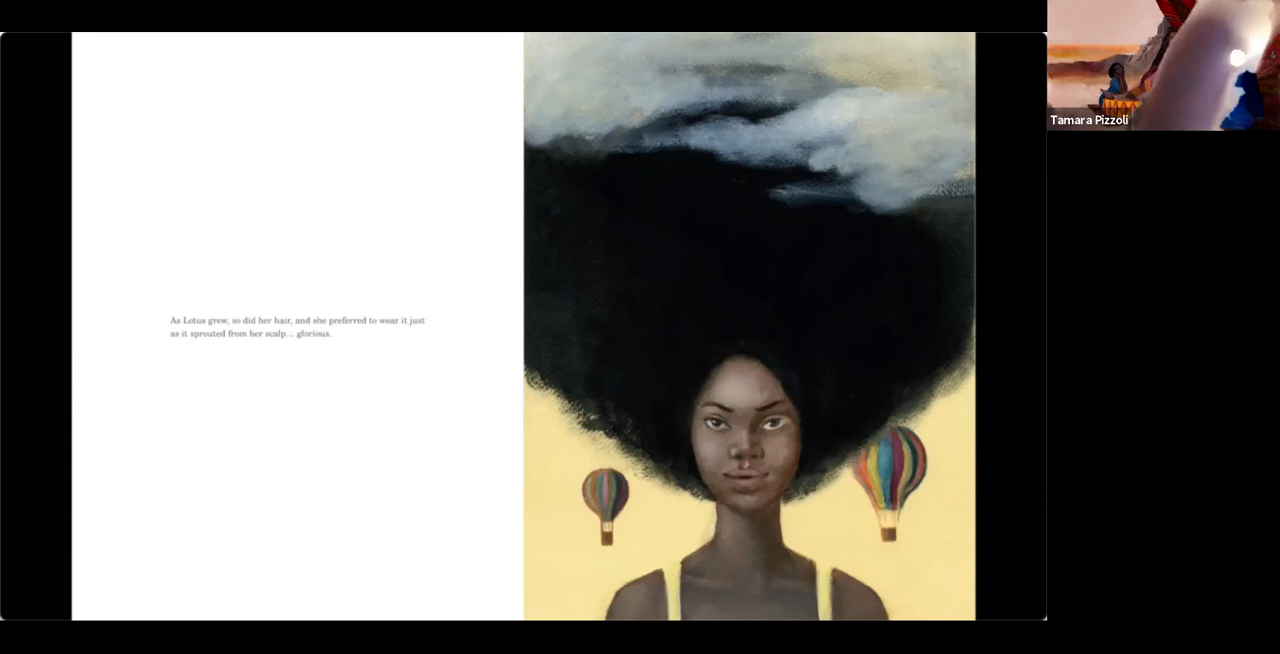 As Lotus grew, so did her hair, and she preferred to wear it just
as it sprouted from her scalp... glorious.
Tamara Pizzoli